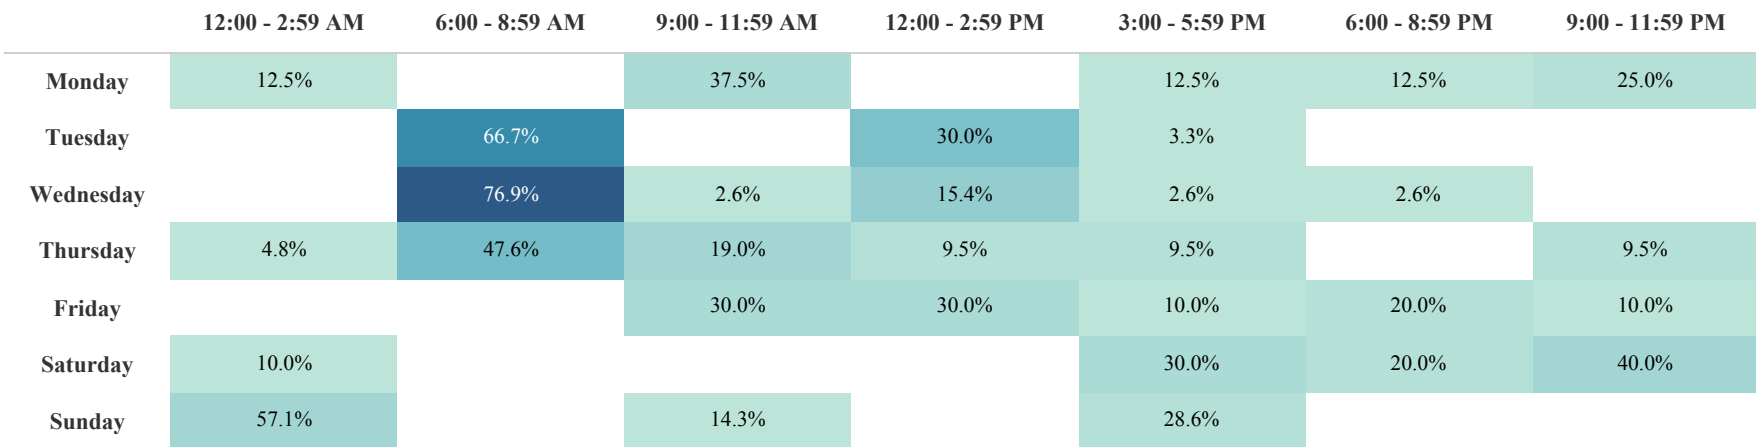 12:00 - 2:59 AM 6:00 - 8:59 AM 9:00 - 11:59 AM 12:00 - 2:59 PM 3:00 - 5:59 PM 6:00 - 8:59 PM 9:00 - 11:59 PM
Monday 12.5% 37.5% 12.5% 12.5% 25.0%
Tuesday 66.7% 30.0% 3.3%
Wednesday 76.9% 2.6% 15.4% 2.6% 2.6%
Thursday 4.8% 47.6% 19.0% 9.5% 9.5% 9.5%
Friday 30.0% 30.0% 10.0% 20.0% 10.0%
Saturday 10.0% 30.0% 20.0% 40.0%
Sunday 57.1% 14.3% 28.6%